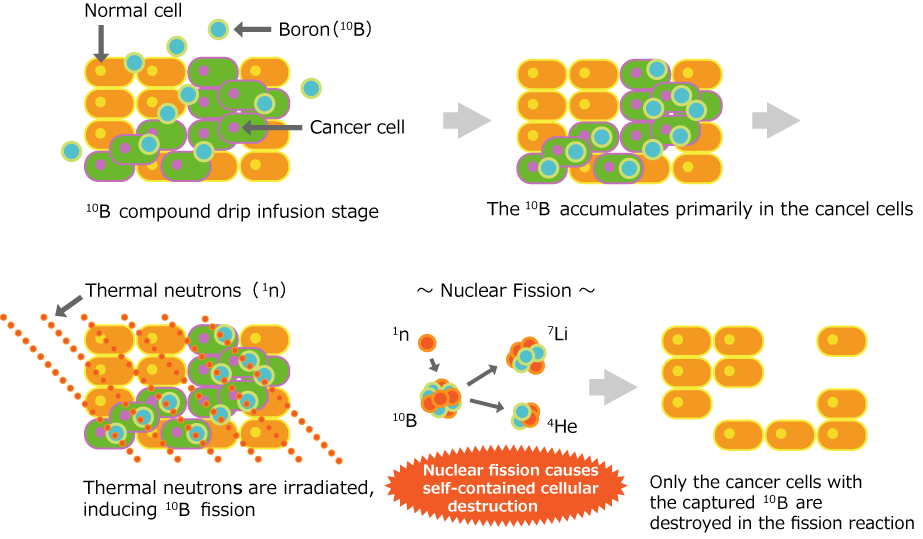 Normal cell
Boron (¹⁰B)
Cancer cell
¹⁰B compound drip infusion stage
The ¹⁰B accumulates primarily in the cancel cells
Thermal neutrons (¹n)
Thermal neutrons are irradiated,
inducing ¹⁰B fission
～ Nuclear Fission ～
¹n
⁷Li
¹⁰B
⁴He
Nuclear fission causes
self-contained cellular
destruction
Only the cancer cells with
the captured ¹⁰B are
destroyed in the fission reaction